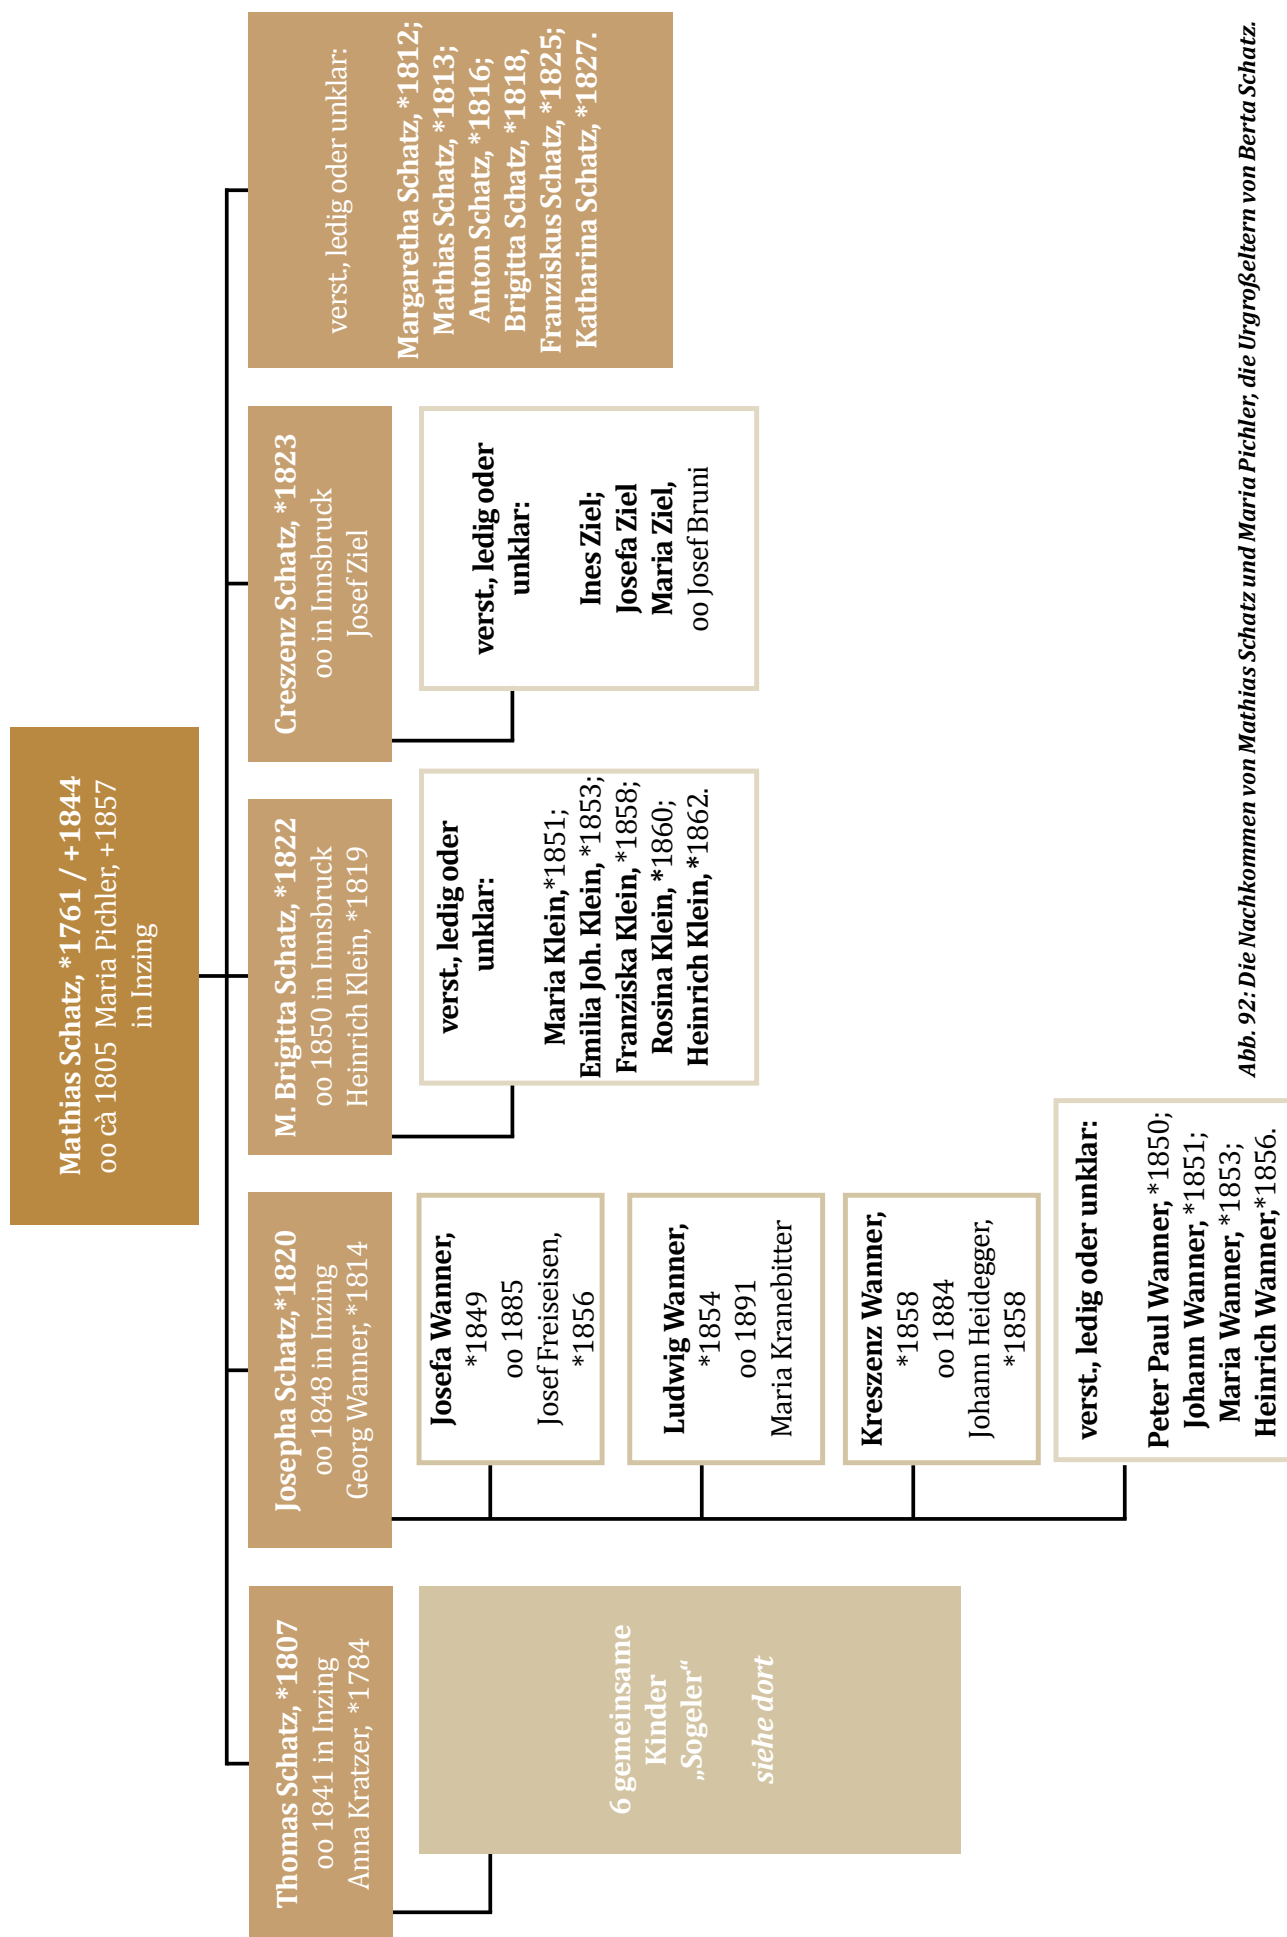 Mathias Schatz, *1761 / +1844
oo cà 1805  Maria Pichler, +1857
in Inzing
Thomas Schatz, *1807
oo 1841 in Inzing
Anna Kratzer,  *1784
6 gemeinsame
Kinder
„Sogeler“
siehe dort
Josepha Schatz,*1820
oo 1848 in Inzing
Georg Wanner, *1814
Josefa Wanner,
*1849
oo 1885
Josef Freiseisen,
*1856
Ludwig Wanner,
*1854
oo 1891
Maria Kranebitter
Kreszenz Wanner,
*1858
oo 1884
Johann Heidegger,
*1858
verst., ledig oder unklar:
Peter Paul Wanner, *1850;
Johann Wanner, *1851;
Maria Wanner, *1853;
Heinrich Wanner,*1856.
M. Brigitta Schatz, *1822
oo 1850 in Innsbruck
Heinrich Klein, *1819
verst., ledig oder
unklar:
Maria Klein,*1851;
Emilia Joh. Klein, *1853;
Franziska Klein, *1858;
Rosina Klein, *1860;
Heinrich Klein, *1862.
Creszenz Schatz, *1823
oo in Innsbruck
Josef Ziel
verst., ledig oder
unklar:
Ines Ziel;
Josefa Ziel
Maria Ziel,
oo Josef Bruni
verst., ledig oder unklar:
Margaretha Schatz, *1812;
Mathias Schatz, *1813;
Anton Schatz, *1816;
Brigitta Schatz, *1818,
Franziskus Schatz, *1825;
Katharina Schatz, *1827.
Abb. 92: Die Nachkommen von Mathias Schatz und Maria Pichler, die Urgroßeltern von Berta Schatz.